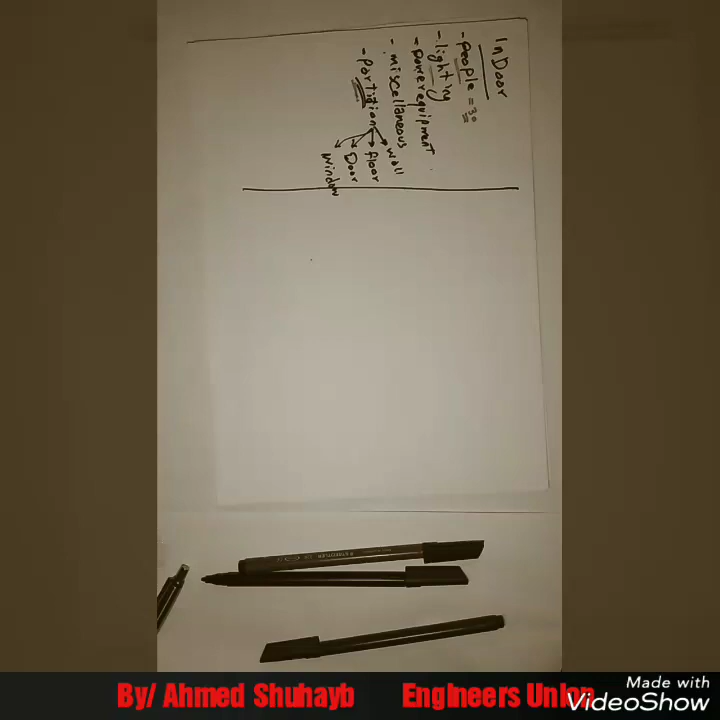 InDoor
- People = 30
- lighting
- power equipment
- miscellaneous
- partition
wall
floor
Door
window
STAEDTLER
By/ Ahmed Shuhayb Engineers Union
Made with
VideoShow